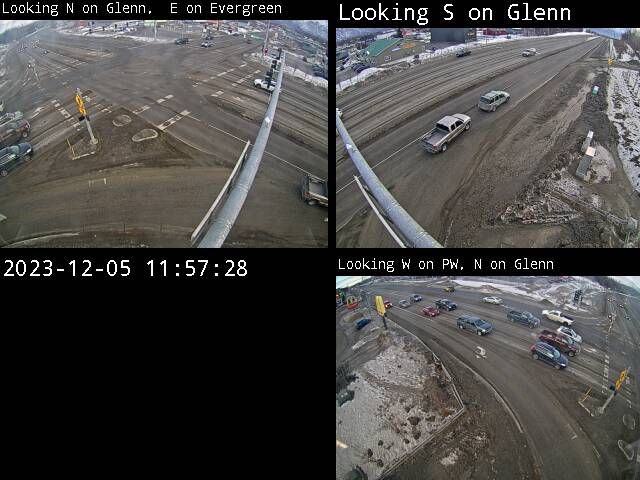 Looking N on Glenn,  E on Evergreen
Looking S on Glenn
2023-12-05 11:57:28
Looking W on PW, N on Glenn